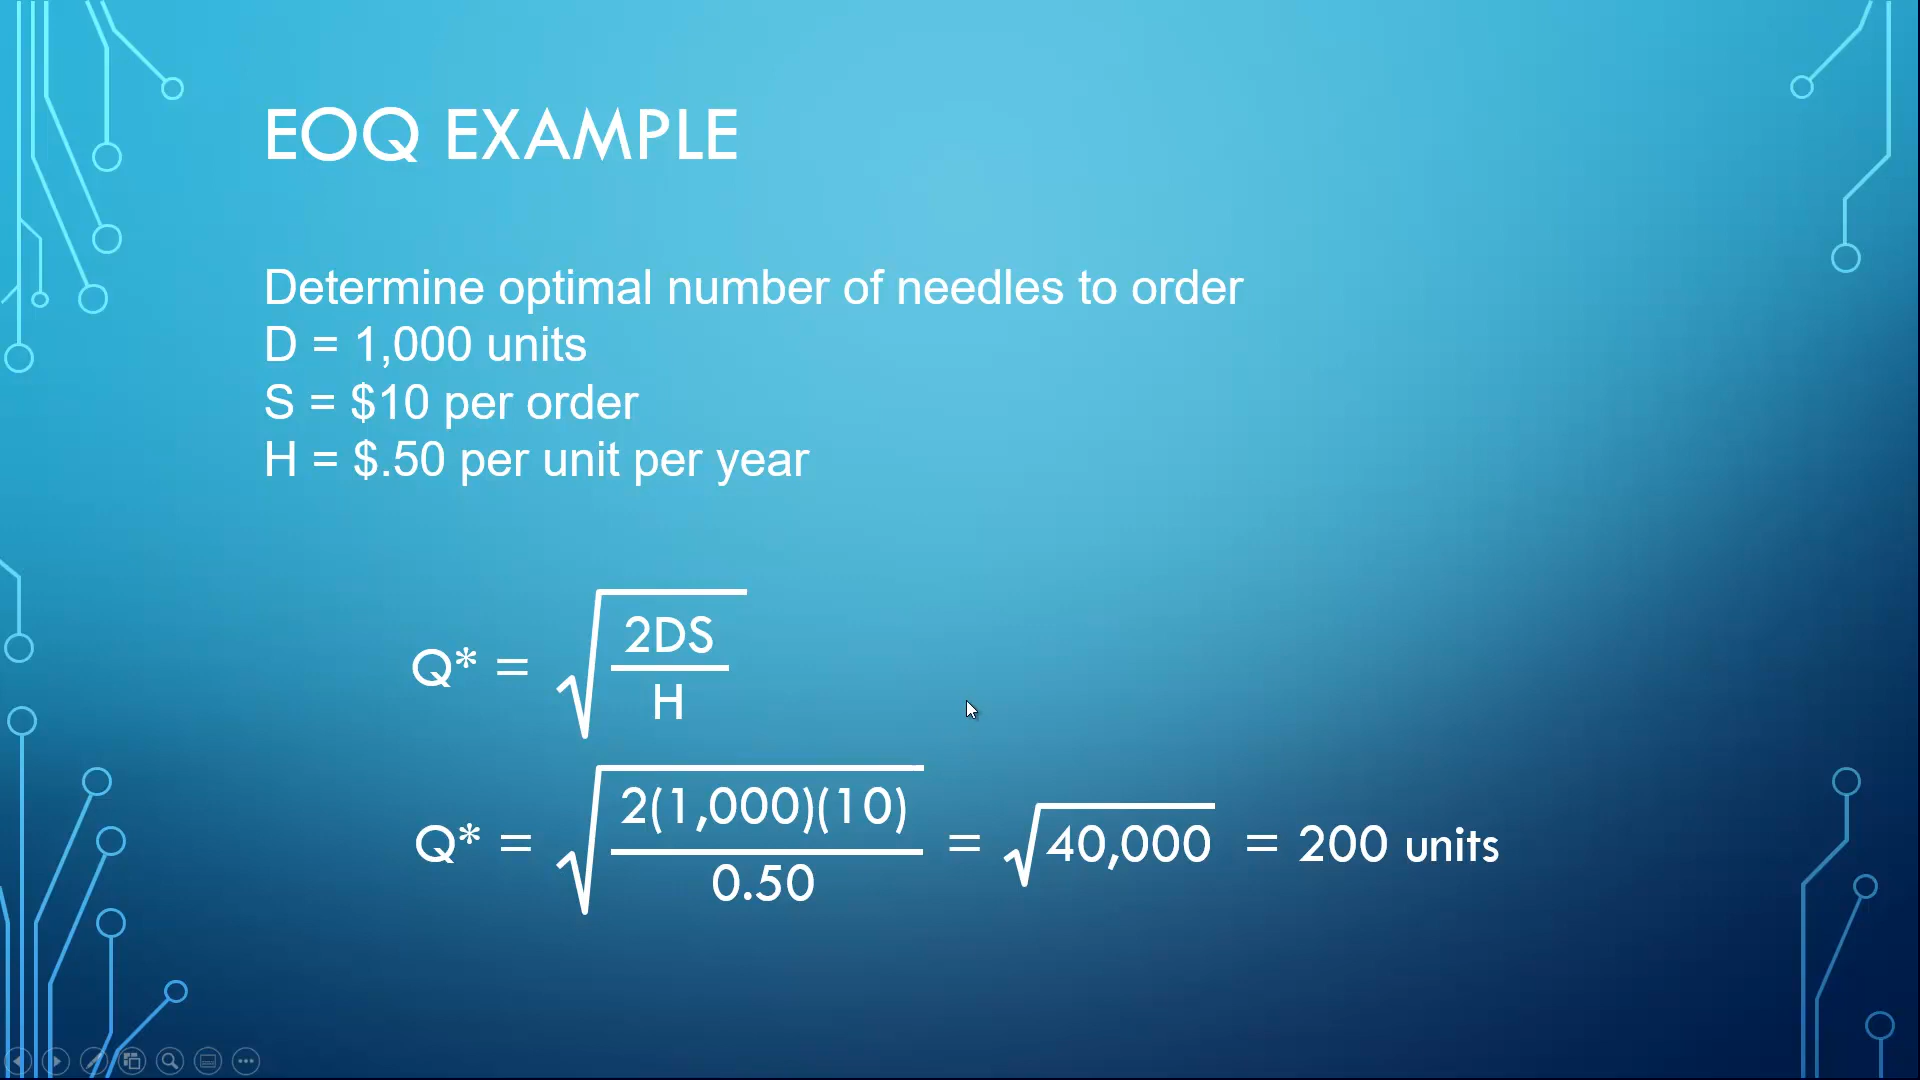 EOQ EXAMPLE
Determine optimal number of needles to order
D = 1,000 units
S = $10 per order
H = $.50 per unit per year
Q* = √(2DS / H)
Q* = √(2(1,000)(10) / 0.50) = √40,000 = 200 units